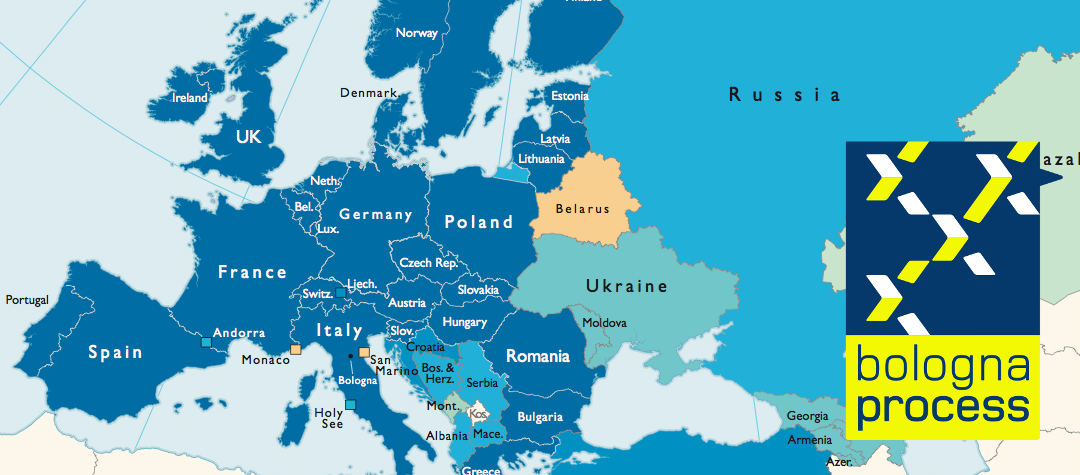 Finland
Norway
Denmark
Ireland
UK
Estonia
Latvia
Lithuania
Russia
azak
Neth.
Bel.
Lux.
Germany
Poland
Belarus
Czech Rep.
Ukraine
France
Switz.
Liech.
Austria
Slovakia
Portugal
Hungary
Moldova
Andorra
Italy
Slov.
Croatia
Spain
Monaco
San
Marino
Romania
Bologna
Bos. &
Herz.
Serbia
Holy
See
Mont.
Kos.
Bulgaria
Albania
Mace.
Greece
Georgia
Armenia
Azer.
bologna
process